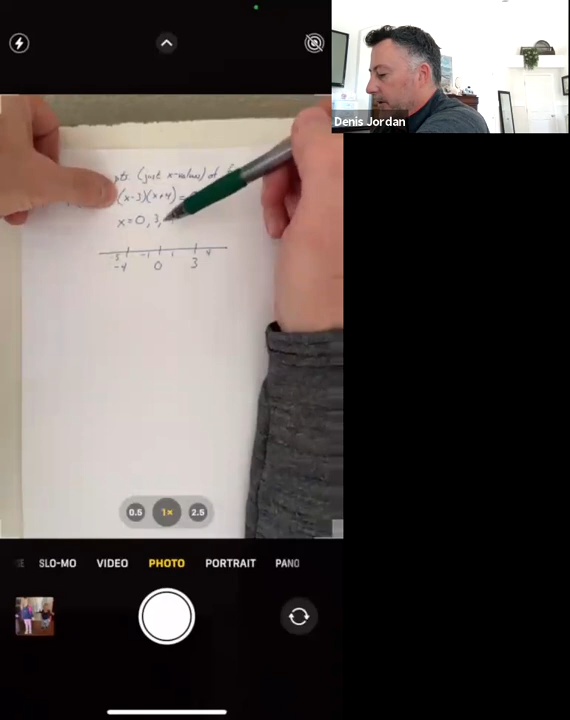 Denis Jordan
pts. (just x-values) of
(x-3)(x+4) =
x = 0, 3,
-5 -1 1 4
-4 0 3
0.5 1× 2.5
SLO-MO VIDEO PHOTO PORTRAIT PANO